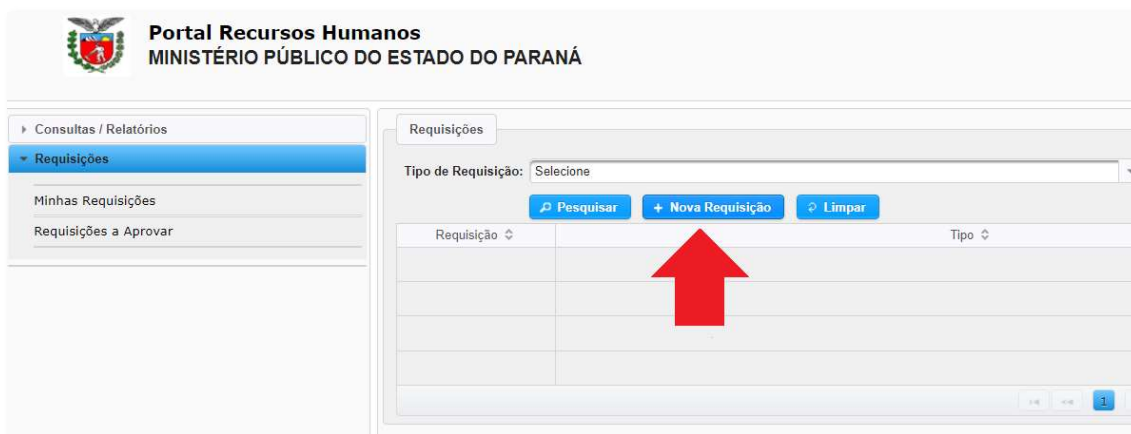 Portal Recursos Humanos
MINISTÉRIO PÚBLICO DO ESTADO DO PARANÁ
Consultas / Relatórios
Requisições
Minhas Requisições
Requisições a Aprovar
Requisições
Tipo de Requisição: Selecione
Pesquisar + Nova Requisição Limpar
Requisição Tipo
1